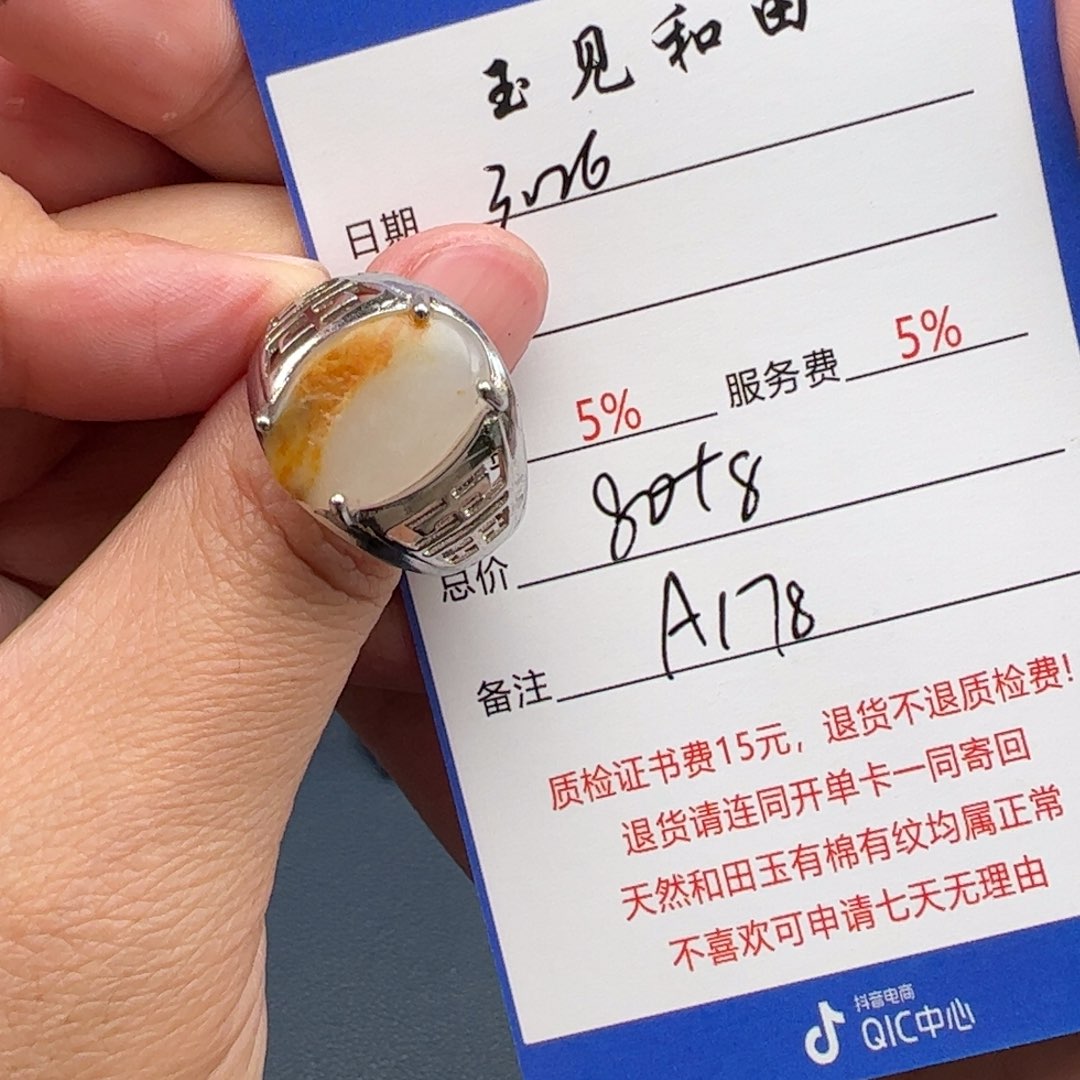 玉见和田
日期
5% 服务费 5%
总价 80+8
备注 A178
质检证书费15元，退货不退质检费!
退货请连同开单卡一同寄回
天然和田玉有棉有纹均属正常
不喜欢可申请七天无理由
抖音电商
QIC中心